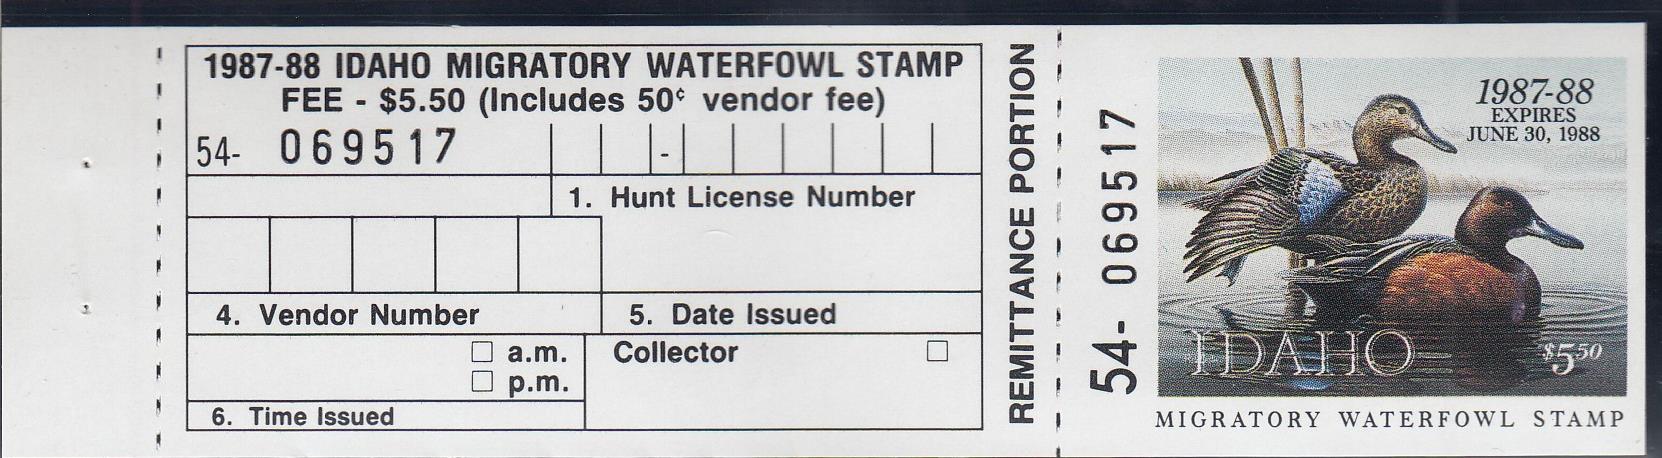 1987-88 IDAHO MIGRATORY WATERFOWL STAMP
FEE - $5.50 (Includes 50¢ vendor fee)
54- 069517
-
1. Hunt License Number
4. Vendor Number
5. Date Issued
a.m.
p.m.
Collector
6. Time Issued
REMITTANCE PORTION
54- 069517
1987-88
EXPIRES
JUNE 30, 1988
IDAHO
$5.50
MIGRATORY WATERFOWL STAMP